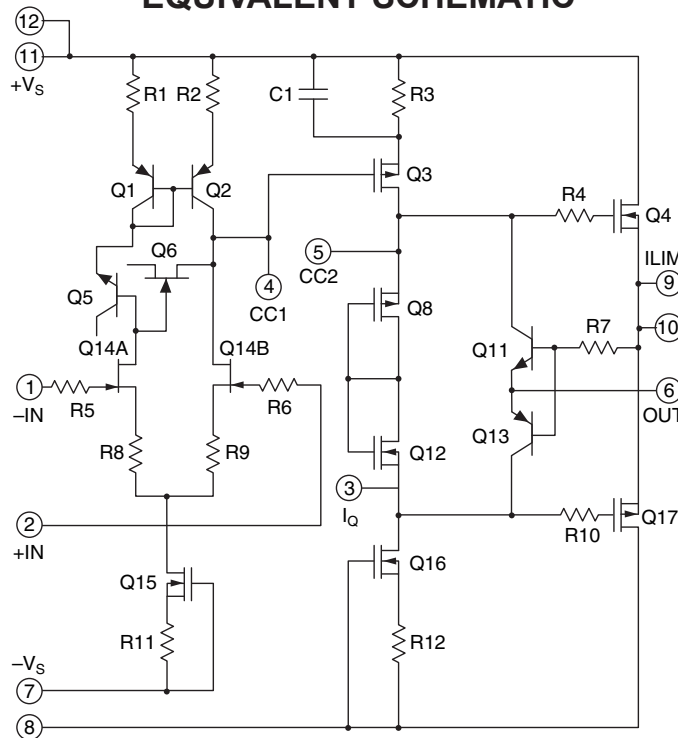 EQUIVALENT SCHEMATIC
12
11
+VS
R1
R2
C1
R3
Q1
Q2
Q3
R4
Q4
Q6
5
CC2
4
CC1
ILIM
9
Q5
Q8
10
Q14A
Q14B
Q11
R7
1
–IN
R5
R6
6
OUT
Q13
R8
R9
Q12
3
IQ
2
+IN
R10
Q17
Q15
Q16
R11
R12
–VS
7
8